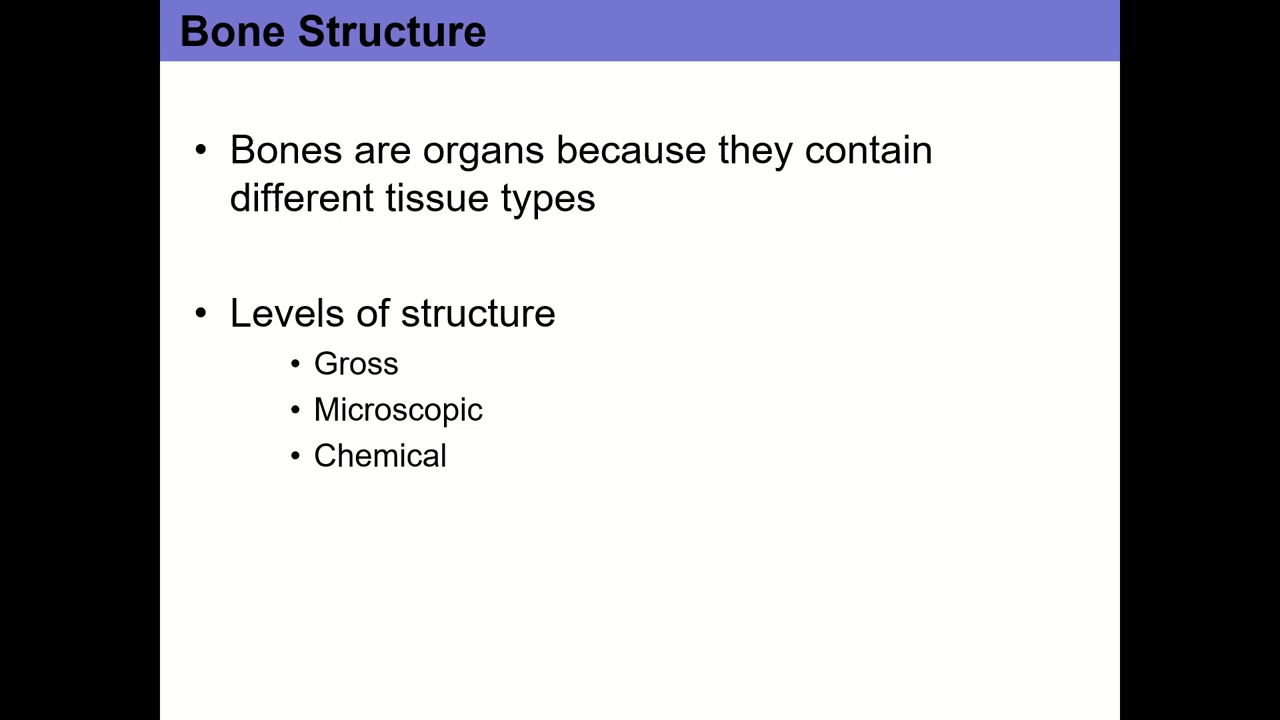 Bone Structure
• Bones are organs because they contain
different tissue types
• Levels of structure
• Gross
• Microscopic
• Chemical